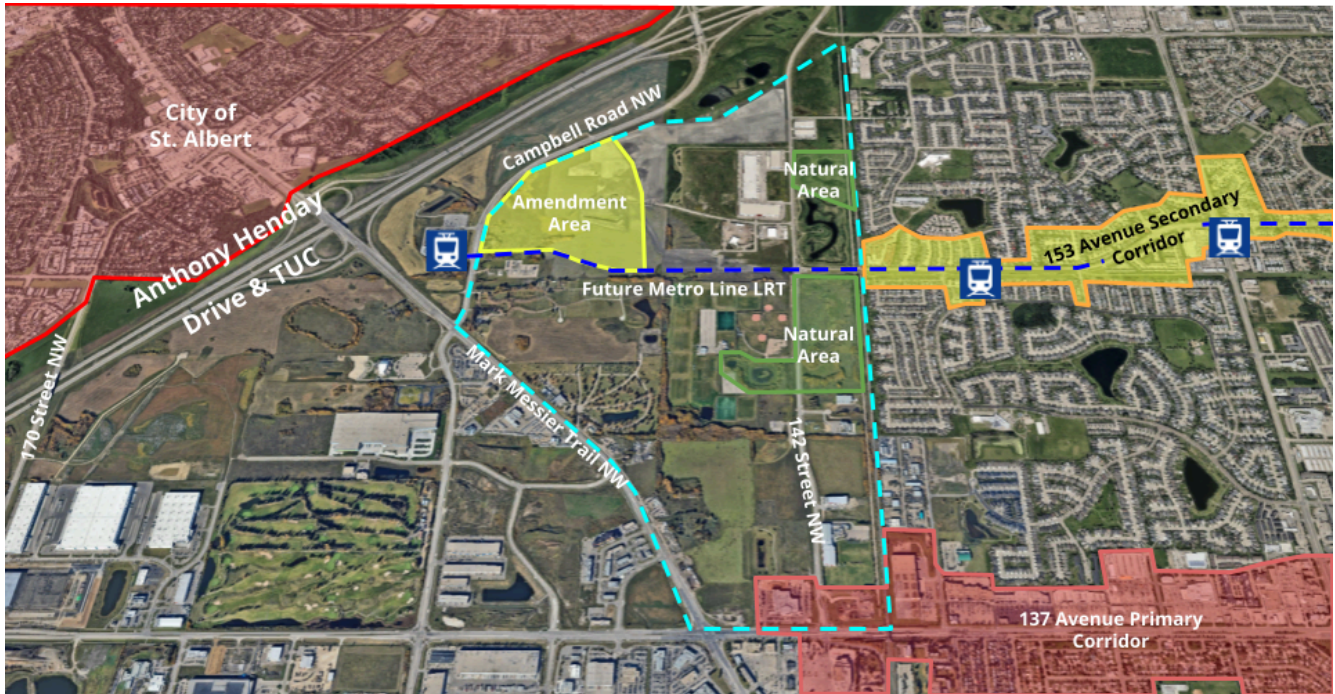 City of
St. Albert
Campbell Road NW
Natural
Area
Amendment
Area
Anthony Henday
Drive & TUC
153 Avenue Secondary
Corridor
Future Metro Line LRT
Natural
Area
170 Street NW
Mark Messier Trail NW
142 Street NW
137 Avenue Primary
Corridor